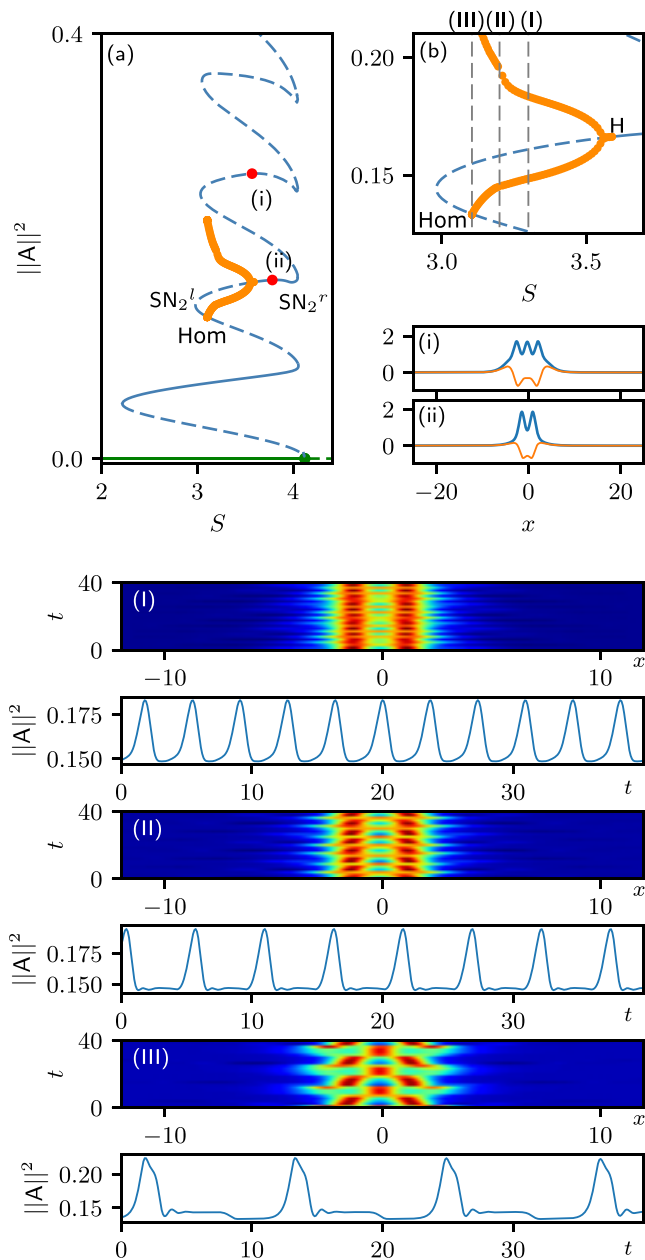 (III) (II) (I)
0.4
(a)
||A||²
(i)
(ii)
SN₂ˡ
SN₂ʳ
Hom
0.0
2 3 4
S
0.20
(b)
H
0.15
Hom
3.0 3.5
S
2
(i)
0
2
(ii)
0
−20 0 20
x
40
(I)
t
0
−10 0 10 x
||A||²
0.175
0.150
0 10 20 30 t
40
(II)
t
0
−10 0 10 x
||A||²
0.175
0.150
0 10 20 30 t
40
(III)
t
0
−10 0 10 x
||A||²
0.20
0.15
0 10 20 30 t